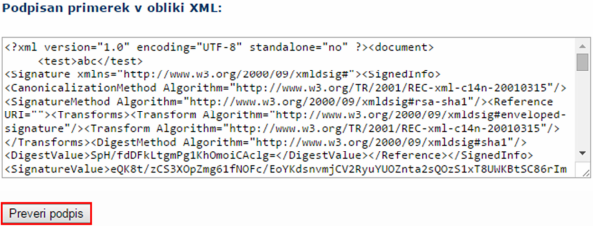 Podpisan primerek v obliki XML:
<?xml version="1.0" encoding="UTF-8" standalone="no" ?><document>
<test>abc</test>
<Signature xmlns="http://www.w3.org/2000/09/xmldsig#"><SignedInfo>
<CanonicalizationMethod Algorithm="http://www.w3.org/TR/2001/REC-xml-c14n-20010315"/>
<SignatureMethod Algorithm="http://www.w3.org/2000/09/xmldsig#rsa-sha1"/><Reference
URI=""><Transforms><Transform Algorithm="http://www.w3.org/2000/09/xmldsig#enveloped-
signature"/><Transform Algorithm="http://www.w3.org/TR/2001/REC-xml-c14n-20010315"/>
</Transforms><DigestMethod Algorithm="http://www.w3.org/2000/09/xmldsig#sha1"/>
<DigestValue>SpH/fdDFkLtgmPg1KhOmoiCAclg=</DigestValue></Reference></SignedInfo>
<SignatureValue>eQK8t/zCS3XOpZmg61fNOFc/EoYKdsnvmjCV2RyuYUOZnta2sQOzS1xT8UWKBtSC86rIm
Preveri podpis